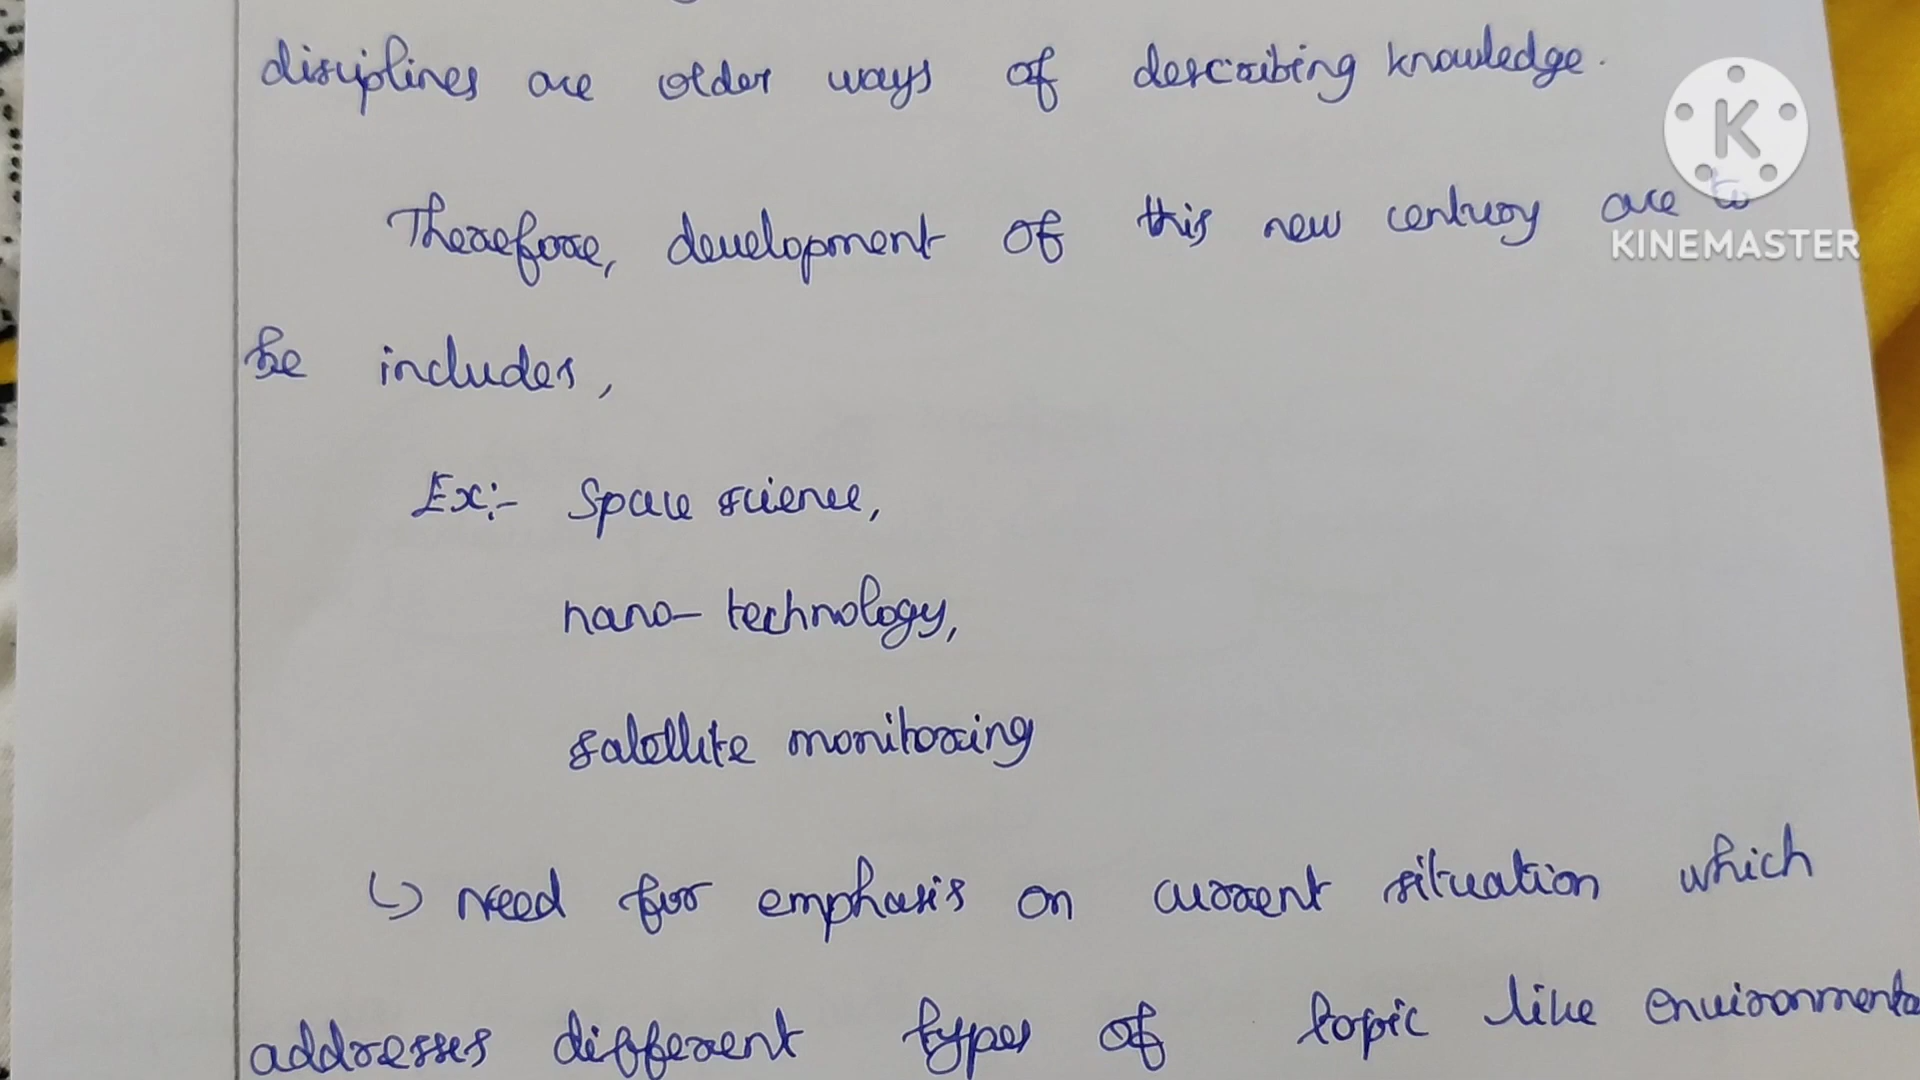 disciplines are older ways of describing knowledge.
Therefore, development of this new century are to
be includes,
Ex:- Space science,
nano-technology,
satellite monitoring
↳ need for emphasis on current situation which
addresses different types of topic like environmenta
K
KINEMASTER